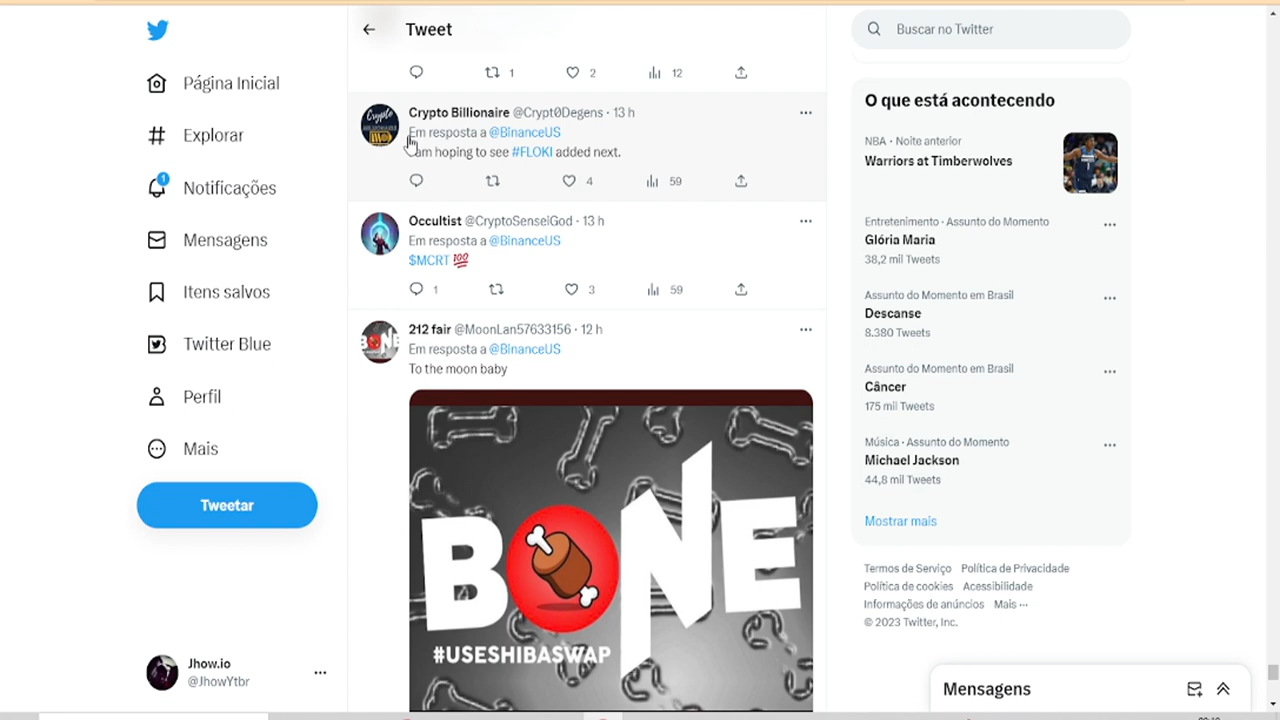 Página Inicial
Explorar
1
Notificações
Mensagens
Itens salvos
Twitter Blue
Perfil
Mais
Tweetar
Jhow.io
@JhowYtbr
Tweet
1 2 12
Crypto Billionaire @Crypt0Degens · 13 h
Em resposta a @BinanceUS
am hoping to see #FLOKI added next.
4 59
Occultist @CryptoSenseiGod · 13 h
Em resposta a @BinanceUS
$MCRT 💯
1 3 59
212 fair @MoonLan57633156 · 12 h
Em resposta a @BinanceUS
To the moon baby
BONE
#USESHIBASWAP
Buscar no Twitter
O que está acontecendo
NBA · Noite anterior
Warriors at Timberwolves
Entretenimento · Assunto do Momento
Glória Maria
38,2 mil Tweets
Assunto do Momento em Brasil
Descanse
8.380 Tweets
Assunto do Momento em Brasil
Câncer
175 mil Tweets
Música · Assunto do Momento
Michael Jackson
44,8 mil Tweets
Mostrar mais
Termos de Serviço Política de Privacidade
Política de cookies Acessibilidade
Informações de anúncios Mais ···
© 2023 Twitter, Inc.
Mensagens